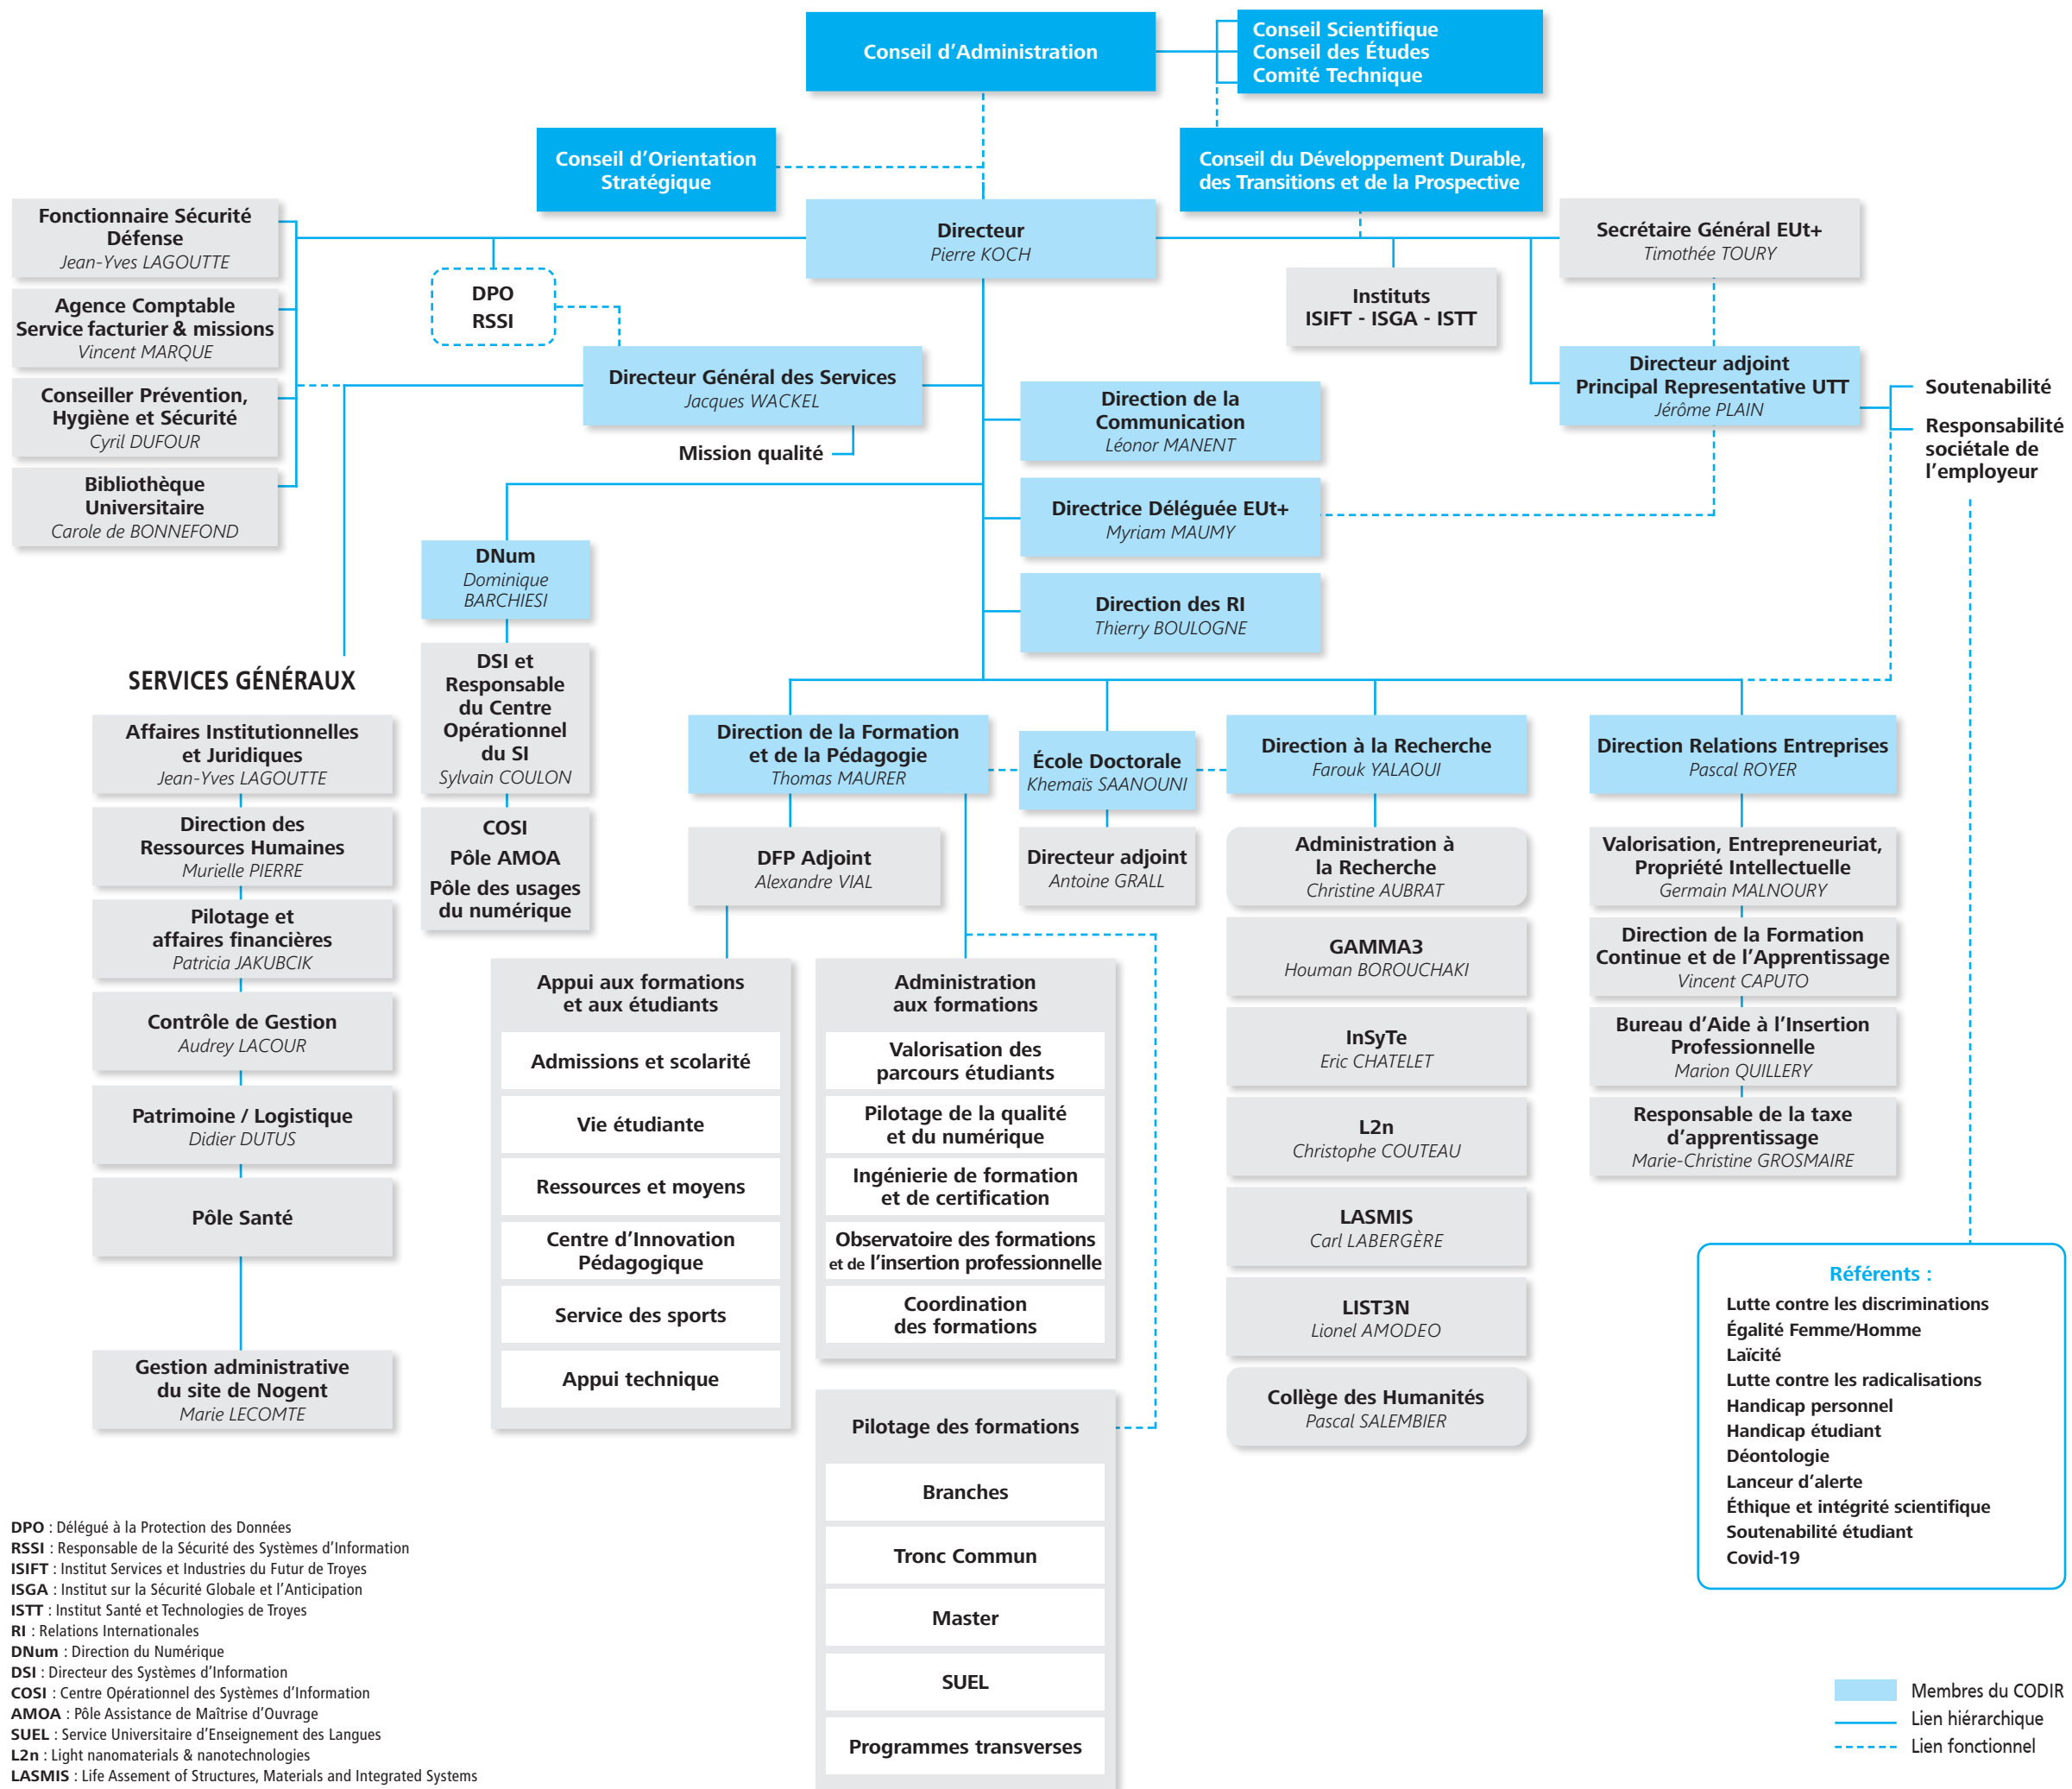 Conseil d’Administration
Conseil Scientifique
Conseil des Études
Comité Technique
Conseil d’Orientation
Stratégique
Conseil du Développement Durable,
des Transitions et de la Prospective
Fonctionnaire Sécurité
Défense
Jean-Yves LAGOUTTE
Directeur
Pierre KOCH
Secrétaire Général EUt+
Timothée TOURY
DPO
RSSI
Instituts
ISIFT - ISGA - ISTT
Agence Comptable
Service facturier & missions
Vincent MARQUE
Directeur Général des Services
Jacques WACKEL
Mission qualité
Directeur adjoint
Principal Representative UTT
Jérôme PLAIN
Soutenabilité
Responsabilité
sociétale de
l’employeur
Conseiller Prévention,
Hygiène et Sécurité
Cyril DUFOUR
Direction de la
Communication
Léonor MANENT
Bibliothèque
Universitaire
Carole de BONNEFOND
Directrice Déléguée EUt+
Myriam MAUMY
DNum
Dominique
BARCHIESI
Direction des RI
Thierry BOULOGNE
SERVICES GÉNÉRAUX
DSI et
Responsable
du Centre
Opérationnel
du SI
Sylvain COULON
COSI
Pôle AMOA
Pôle des usages
du numérique
Affaires Institutionnelles
et Juridiques
Jean-Yves LAGOUTTE
Direction des
Ressources Humaines
Murielle PIERRE
Pilotage et
affaires financières
Patricia JAKUBCIK
Contrôle de Gestion
Audrey LACOUR
Patrimoine / Logistique
Didier DUTUS
Pôle Santé
Gestion administrative
du site de Nogent
Marie LECOMTE
Direction de la Formation
et de la Pédagogie
Thomas MAURER
École Doctorale
Khemaïs SAANOUNI
Direction à la Recherche
Farouk YALAOUI
Direction Relations Entreprises
Pascal ROYER
DFP Adjoint
Alexandre VIAL
Directeur adjoint
Antoine GRALL
Appui aux formations
et aux étudiants
Admissions et scolarité
Vie étudiante
Ressources et moyens
Centre d’Innovation
Pédagogique
Service des sports
Appui technique
Administration
aux formations
Valorisation des
parcours étudiants
Pilotage de la qualité
et du numérique
Ingénierie de formation
et de certification
Observatoire des formations
et de l’insertion professionnelle
Coordination
des formations
Pilotage des formations
Branches
Tronc Commun
Master
SUEL
Programmes transverses
Administration à
la Recherche
Christine AUBRAT
GAMMA3
Houman BOROUCHAKI
InSyTe
Eric CHATELET
L2n
Christophe COUTEAU
LASMIS
Carl LABERGÈRE
LIST3N
Lionel AMODEO
Collège des Humanités
Pascal SALEMBIER
Valorisation, Entrepreneuriat,
Propriété Intellectuelle
Germain MALNOURY
Direction de la Formation
Continue et de l’Apprentissage
Vincent CAPUTO
Bureau d’Aide à l’Insertion
Professionnelle
Marion QUILLERY
Responsable de la taxe
d’apprentissage
Marie-Christine GROSMAIRE
Référents :
Lutte contre les discriminations
Égalité Femme/Homme
Laïcité
Lutte contre les radicalisations
Handicap personnel
Handicap étudiant
Déontologie
Lanceur d’alerte
Éthique et intégrité scientifique
Soutenabilité étudiant
Covid-19
DPO : Délégué à la Protection des Données
RSSI : Responsable de la Sécurité des Systèmes d’Information
ISIFT : Institut Services et Industries du Futur de Troyes
ISGA : Institut sur la Sécurité Globale et l’Anticipation
ISTT : Institut Santé et Technologies de Troyes
RI : Relations Internationales
DNum : Direction du Numérique
DSI : Directeur des Systèmes d’Information
COSI : Centre Opérationnel des Systèmes d’Information
AMOA : Pôle Assistance de Maîtrise d’Ouvrage
SUEL : Service Universitaire d’Enseignement des Langues
L2n : Light nanomaterials & nanotechnologies
LASMIS : Life Assement of Structures, Materials and Integrated Systems
Membres du CODIR
Lien hiérarchique
Lien fonctionnel